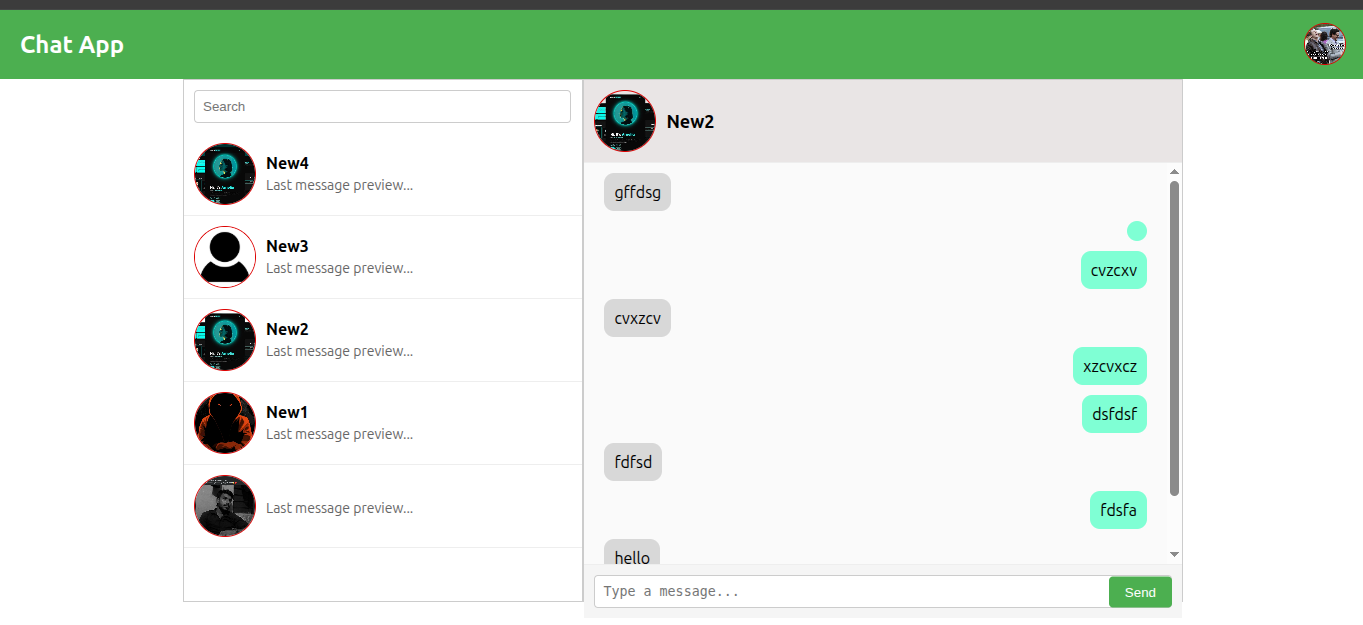 Chat App
Search
New4
Last message preview...
New3
Last message preview...
New2
Last message preview...
New1
Last message preview...
Last message preview...
New2
gffdsg
cvzcxv
cvxzcv
xzcvxcz
dsfdsf
fdfsd
fdsfa
hello
Type a message...
Send